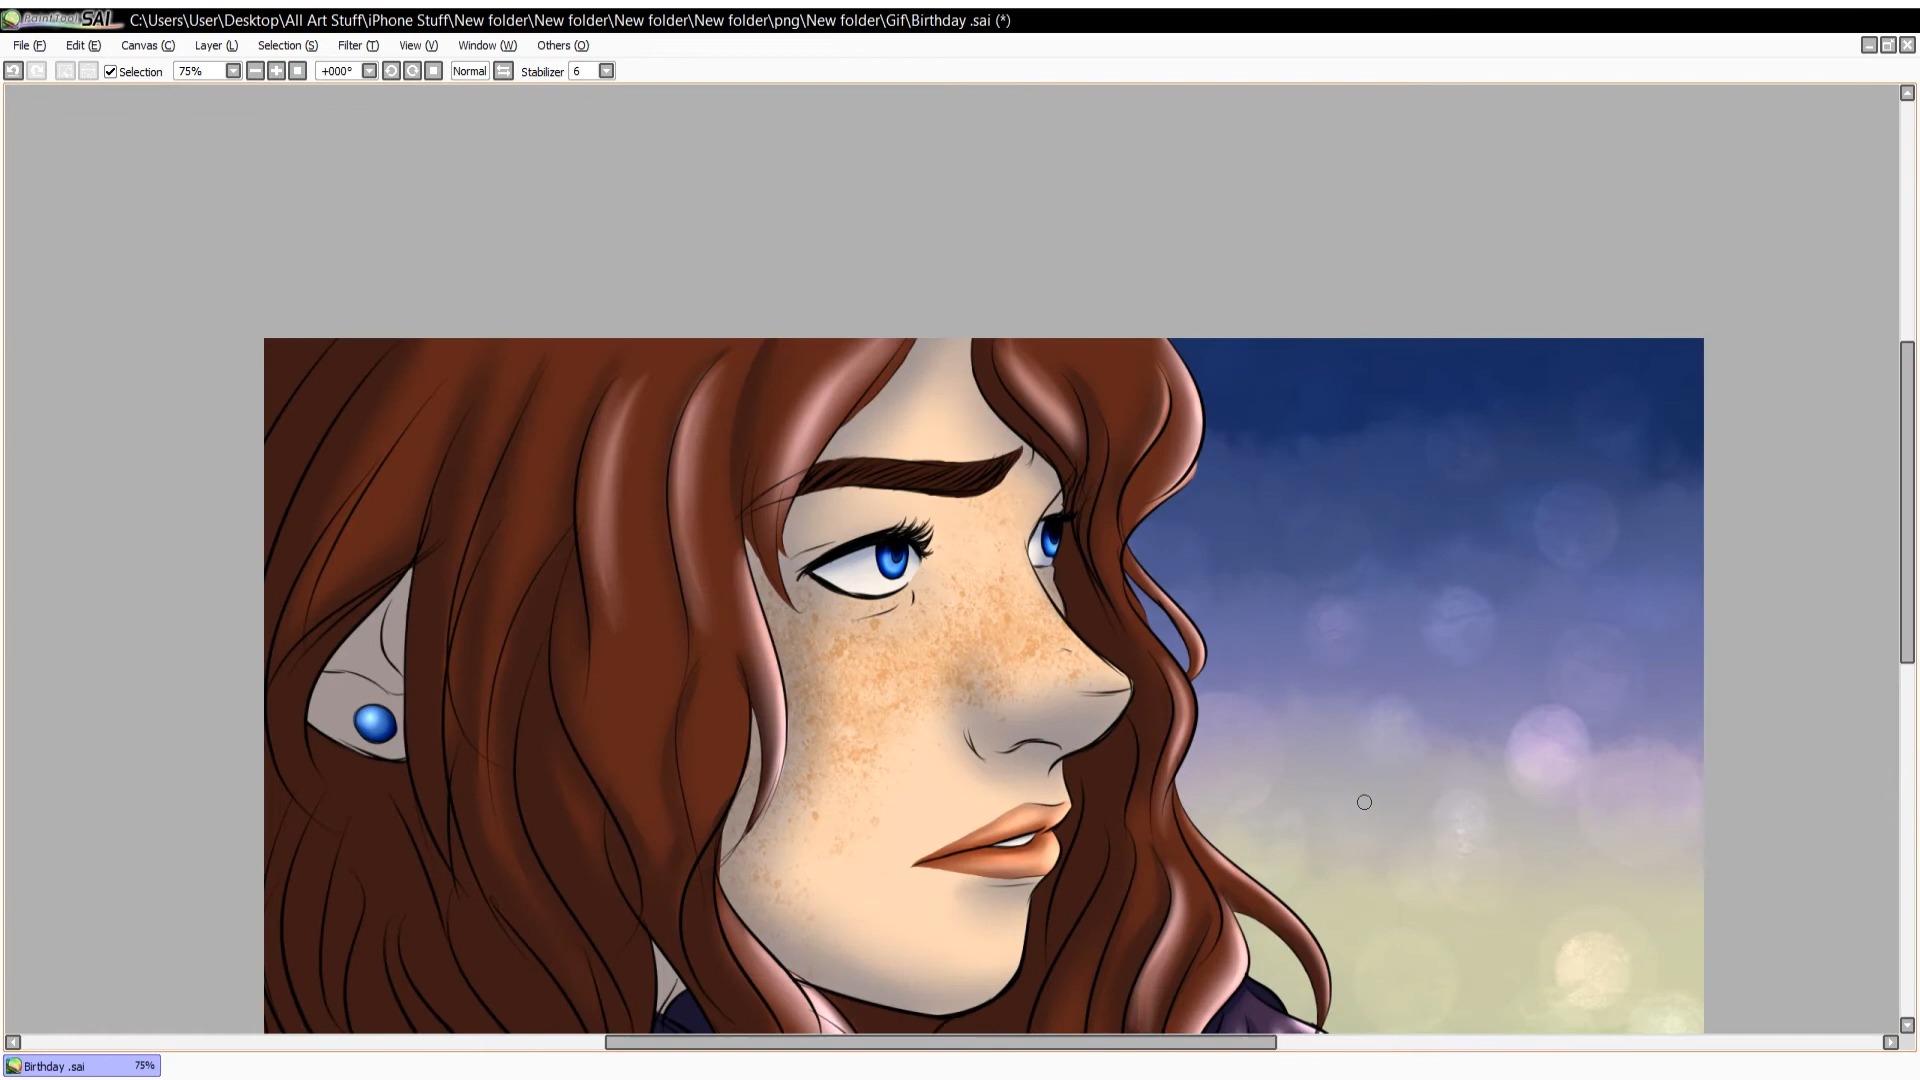 PaintTool SAI C:\Users\User\Desktop\All Art Stuff\iPhone Stuff\New folder\New folder\New folder\New folder\png\New folder\Gif\Birthday .sai (*)
File (F) Edit (E) Canvas (C) Layer (L) Selection (S) Filter (T) View (V) Window (W) Others (O)
Selection 75% +000° Normal Stabilizer 6
Birthday .sai 75%